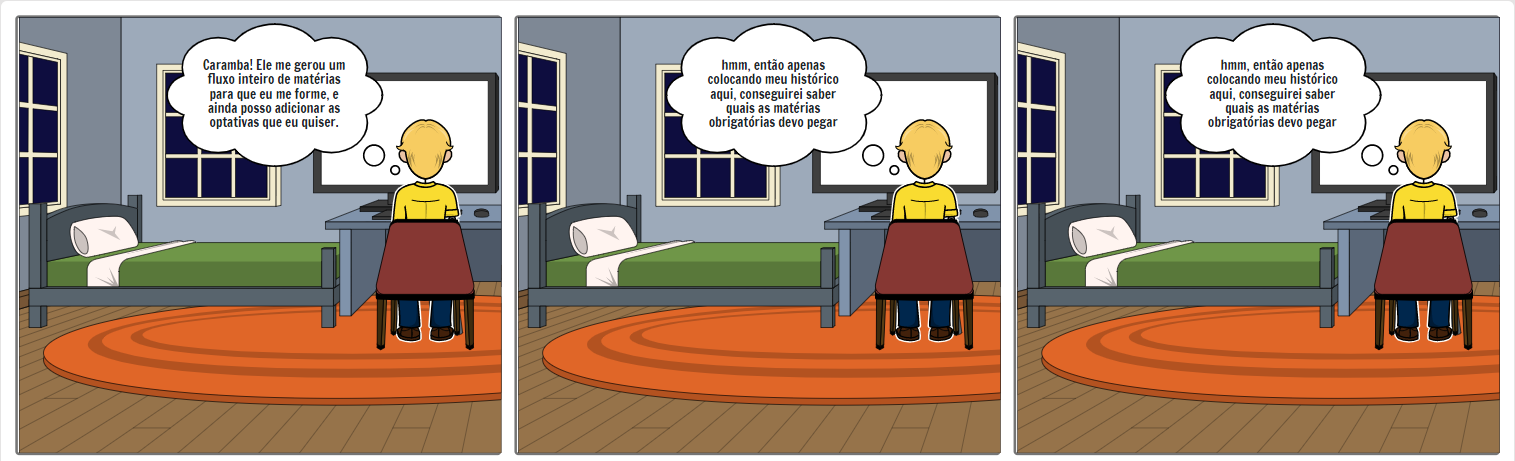 Caramba! Ele me gerou um
fluxo inteiro de matérias
para que eu me forme, e
ainda posso adicionar as
optativas que eu quiser.
hmm, então apenas
colocando meu histórico
aqui, conseguirei saber
quais as matérias
obrigatórias devo pegar
hmm, então apenas
colocando meu histórico
aqui, conseguirei saber
quais as matérias
obrigatórias devo pegar